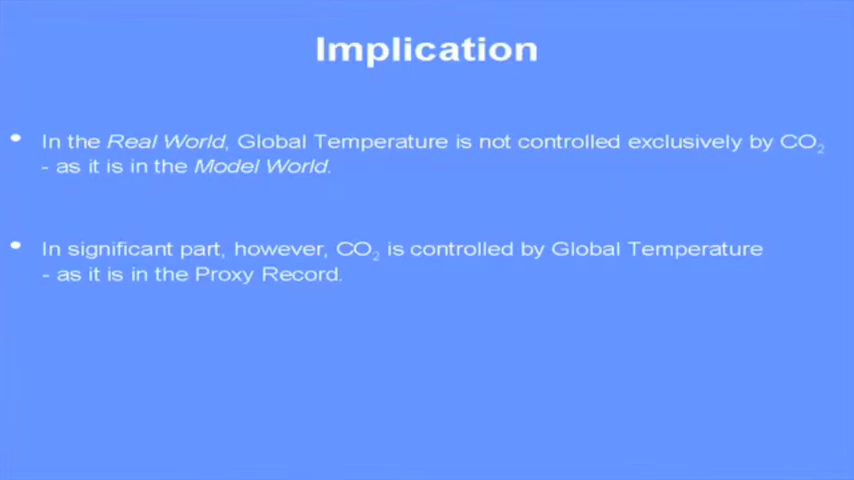 Implication
• In the Real World, Global Temperature is not controlled exclusively by CO₂
- as it is in the Model World.
• In significant part, however, CO₂ is controlled by Global Temperature
- as it is in the Proxy Record.